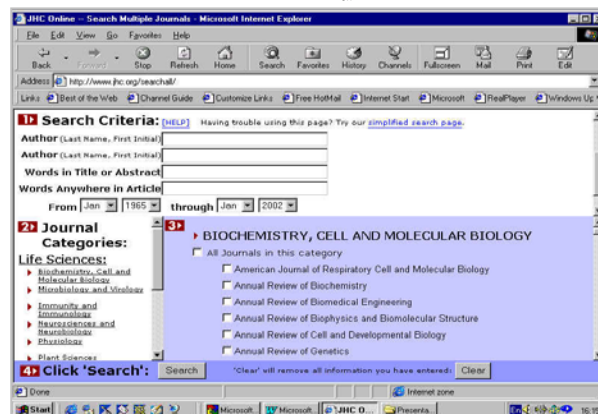 JHC Online -- Search Multiple Journals - Microsoft Internet Explorer
File Edit View Go Favorites Help
Back Forward Stop Refresh Home Search Favorites History Channels Fullscreen Mail Print Edit
Address http://www.jhc.org/searchall/
Links Best of the Web Channel Guide Customize Links Free HotMail Internet Start Microsoft RealPlayer Windows Up
1 Search Criteria: [HELP] Having trouble using this page? Try our simplified search page.
Author (Last Name, First Initial)
Author (Last Name, First Initial)
Words in Title or Abstract
Words Anywhere in Article
From Jan 1965 through Jan 2002
2 Journal Categories:
Life Sciences:
Biochemistry, Cell and
Molecular Biology
Microbiology and Virology
Immunity and
Immunology
Neurosciences and
Neurobiology
Physiology
Plant Sciences
3
BIOCHEMISTRY, CELL AND MOLECULAR BIOLOGY
All Journals in this category
American Journal of Respiratory Cell and Molecular Biology
Annual Review of Biochemistry
Annual Review of Biomedical Engineering
Annual Review of Biophysics and Biomolecular Structure
Annual Review of Cell and Developmental Biology
Annual Review of Genetics
4 Click 'Search': Search 'Clear' will remove all information you have entered: Clear
Done Internet zone
Start Microsoft... Microsoft... JHC O... Presenta...